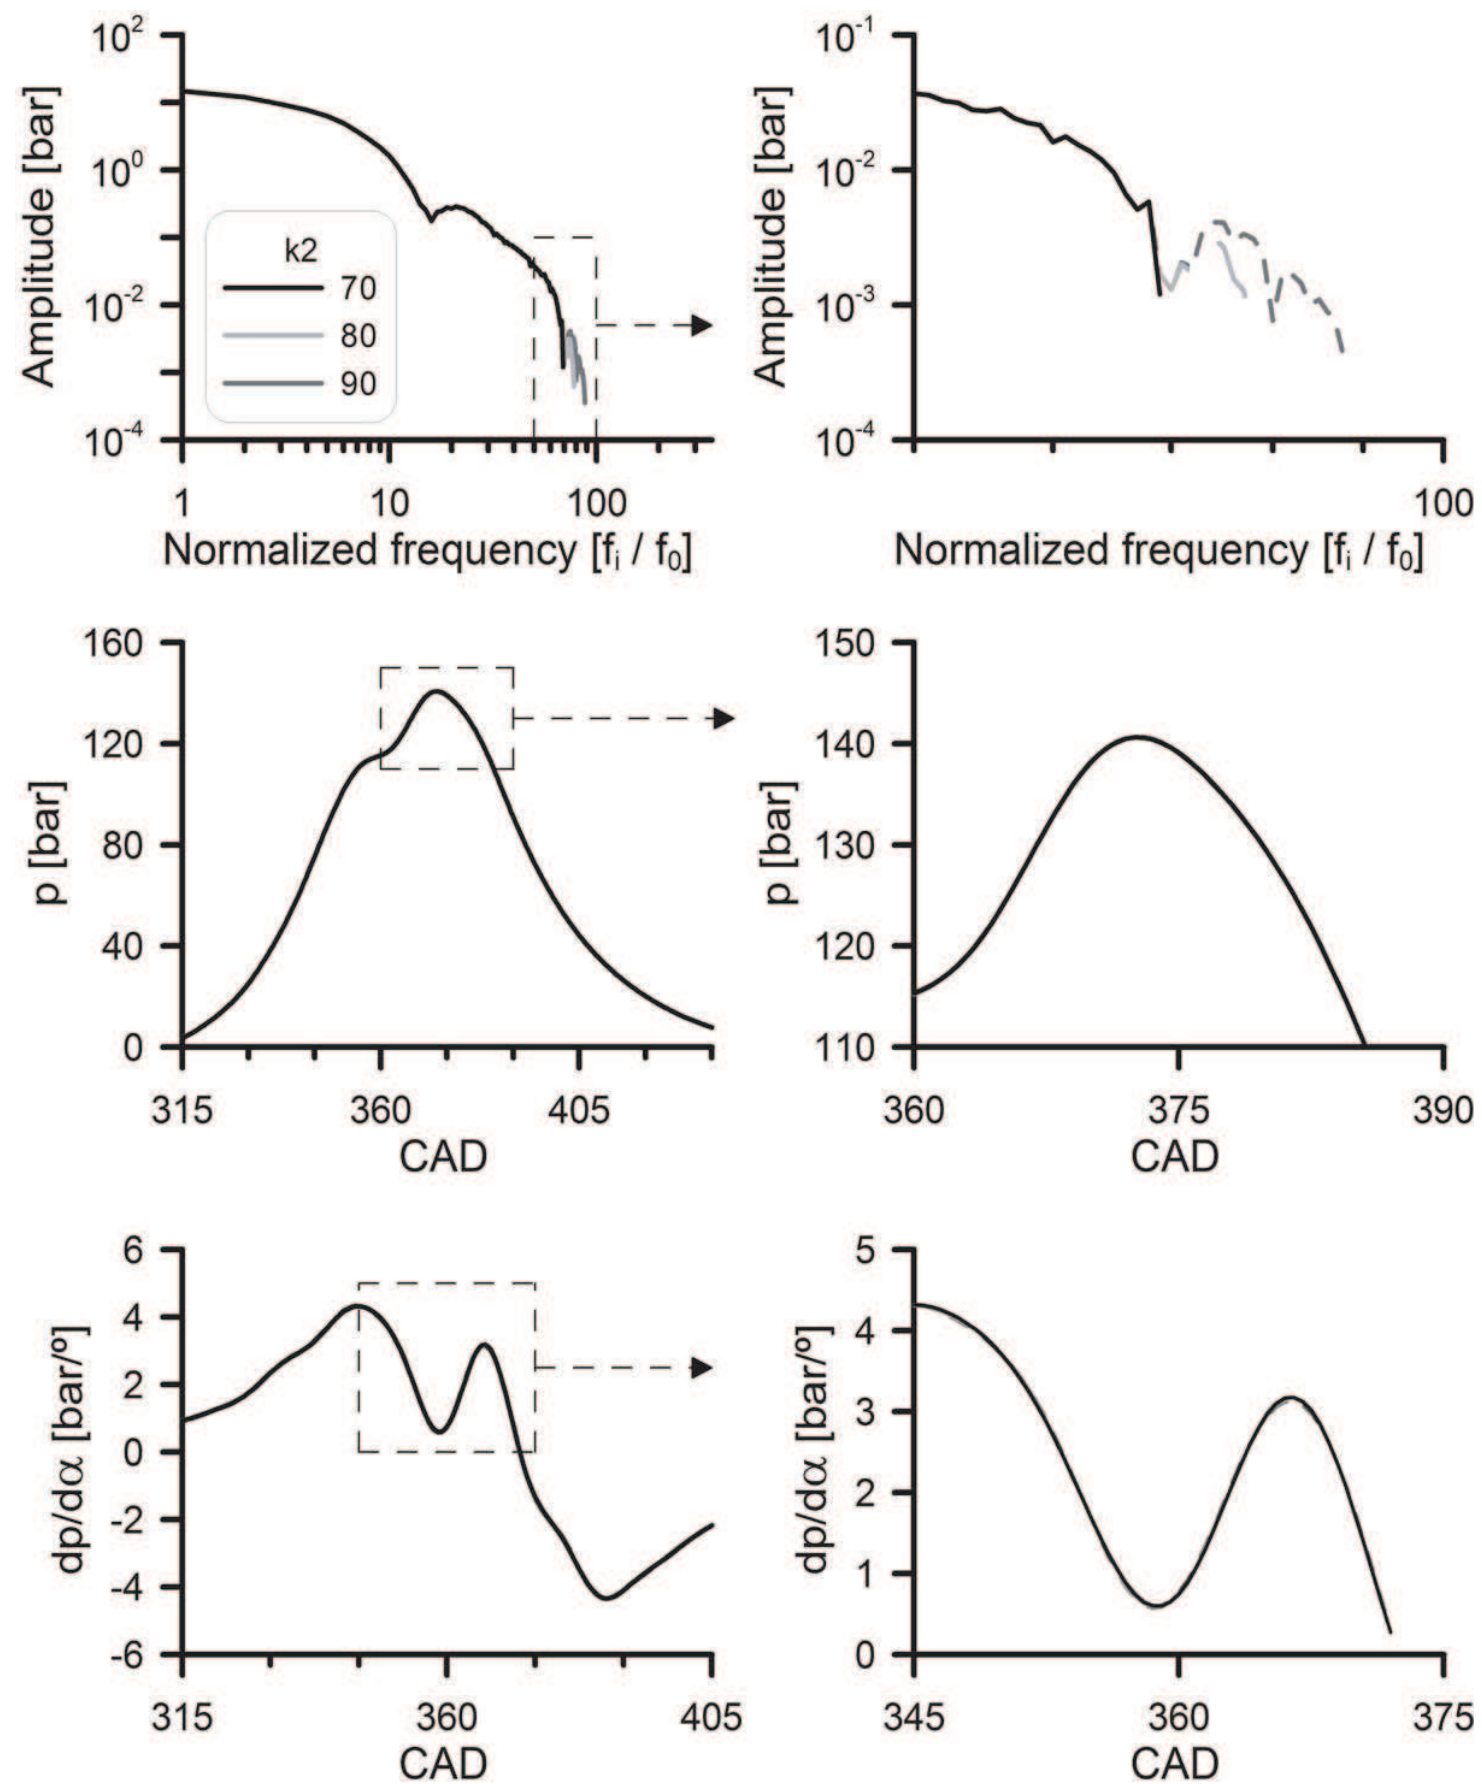 10²
10⁰
10⁻²
10⁻⁴
Amplitude [bar]
k2
70
80
90
1 10 100
Normalized frequency [fᵢ / f₀]
10⁻¹
10⁻²
10⁻³
10⁻⁴
Amplitude [bar]
100
Normalized frequency [fᵢ / f₀]
160
120
80
40
0
p [bar]
315 360 405
CAD
150
140
130
120
110
p [bar]
360 375 390
CAD
6
4
2
0
-2
-4
-6
dp/dα [bar/º]
315 360 405
CAD
5
4
3
2
1
0
dp/dα [bar/º]
345 360 375
CAD